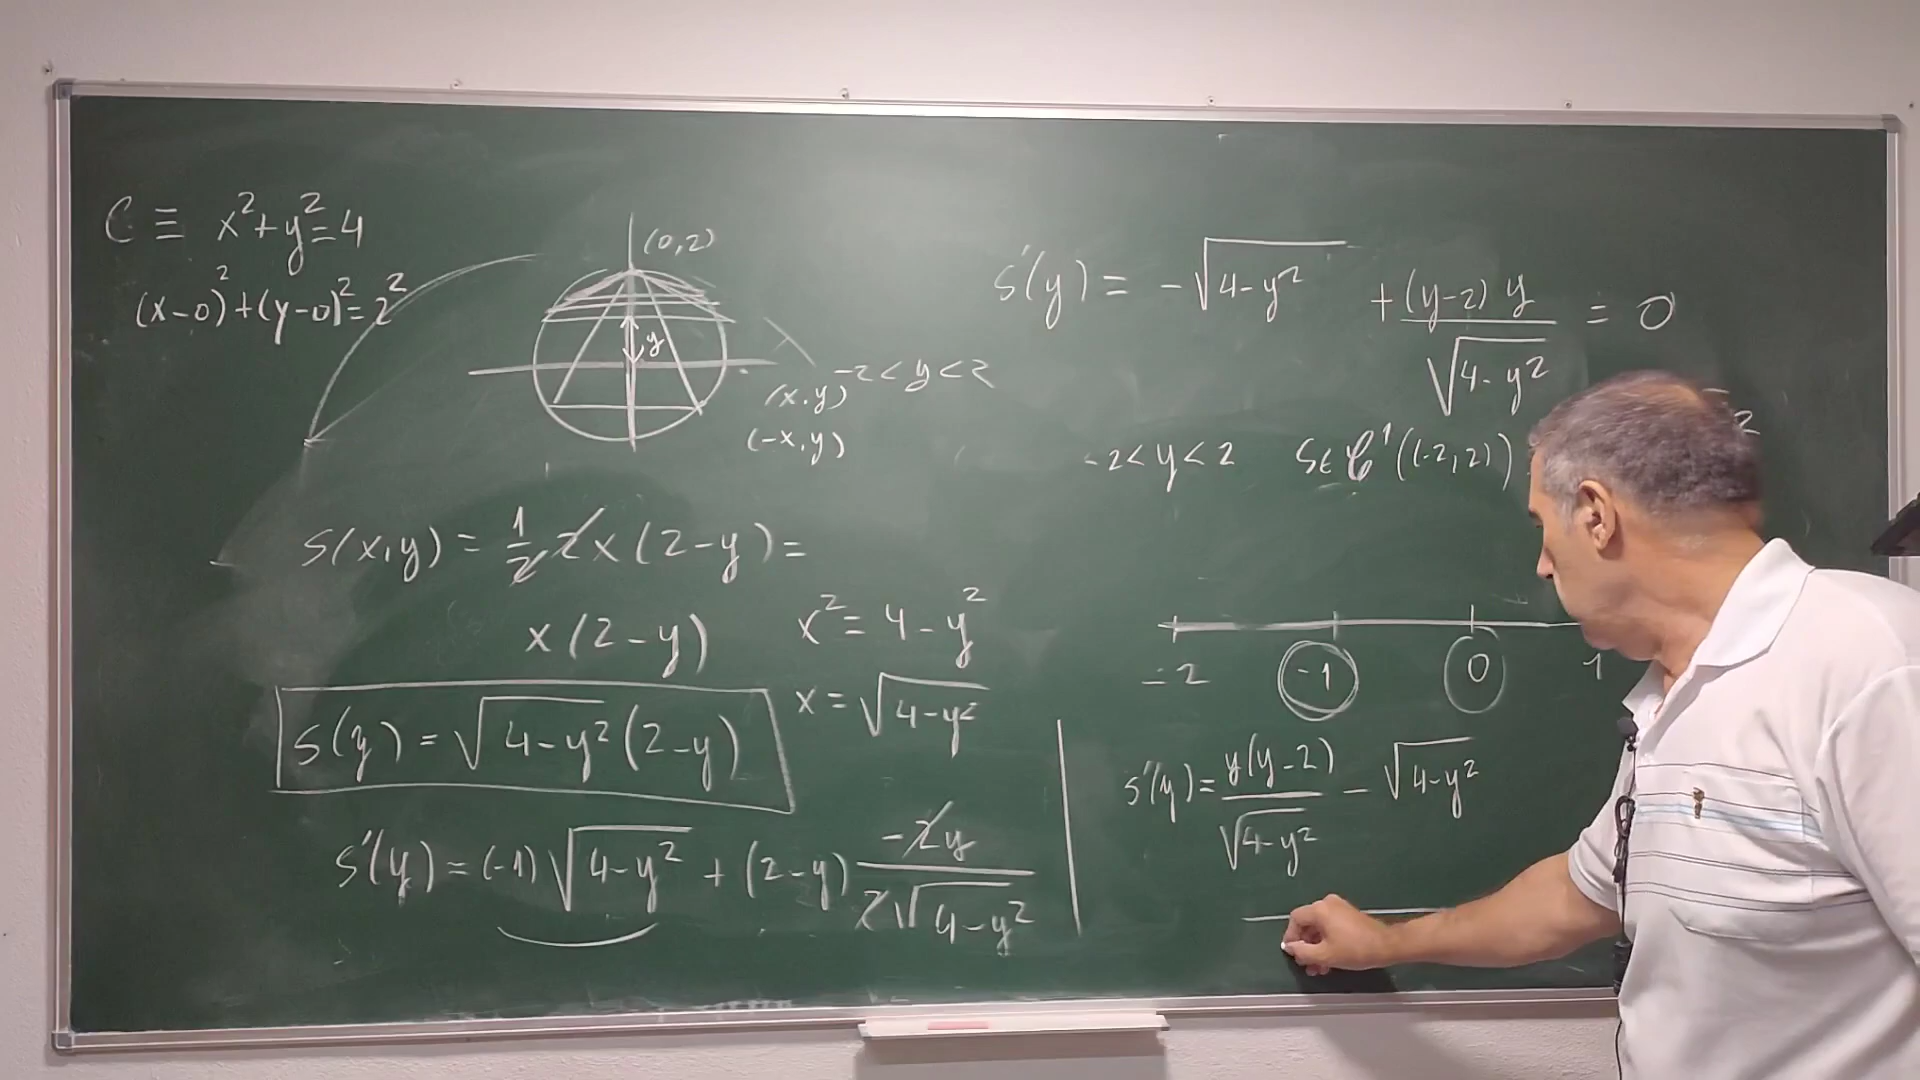 C ≡ x²+y²=4
(x-0)²+(y-0)²=2²
(0,2)
y
-2<y<2
(x,y)
(-x,y)
S(x,y) = 1/2 2x(2-y) =
x(2-y)
x² = 4-y²
x = √(4-y²)
S(y) = √(4-y²) (2-y)
S'(y) = (-1)√(4-y²) + (2-y) -2y/(2√(4-y²))
S'(y) = -√(4-y²) + (y-2)y/√(4-y²) = 0
-2<y<2 S∈ C¹((-2,2))
-2 -1 0 1
S'(y) = y(y-2)/√(4-y²) - √(4-y²)